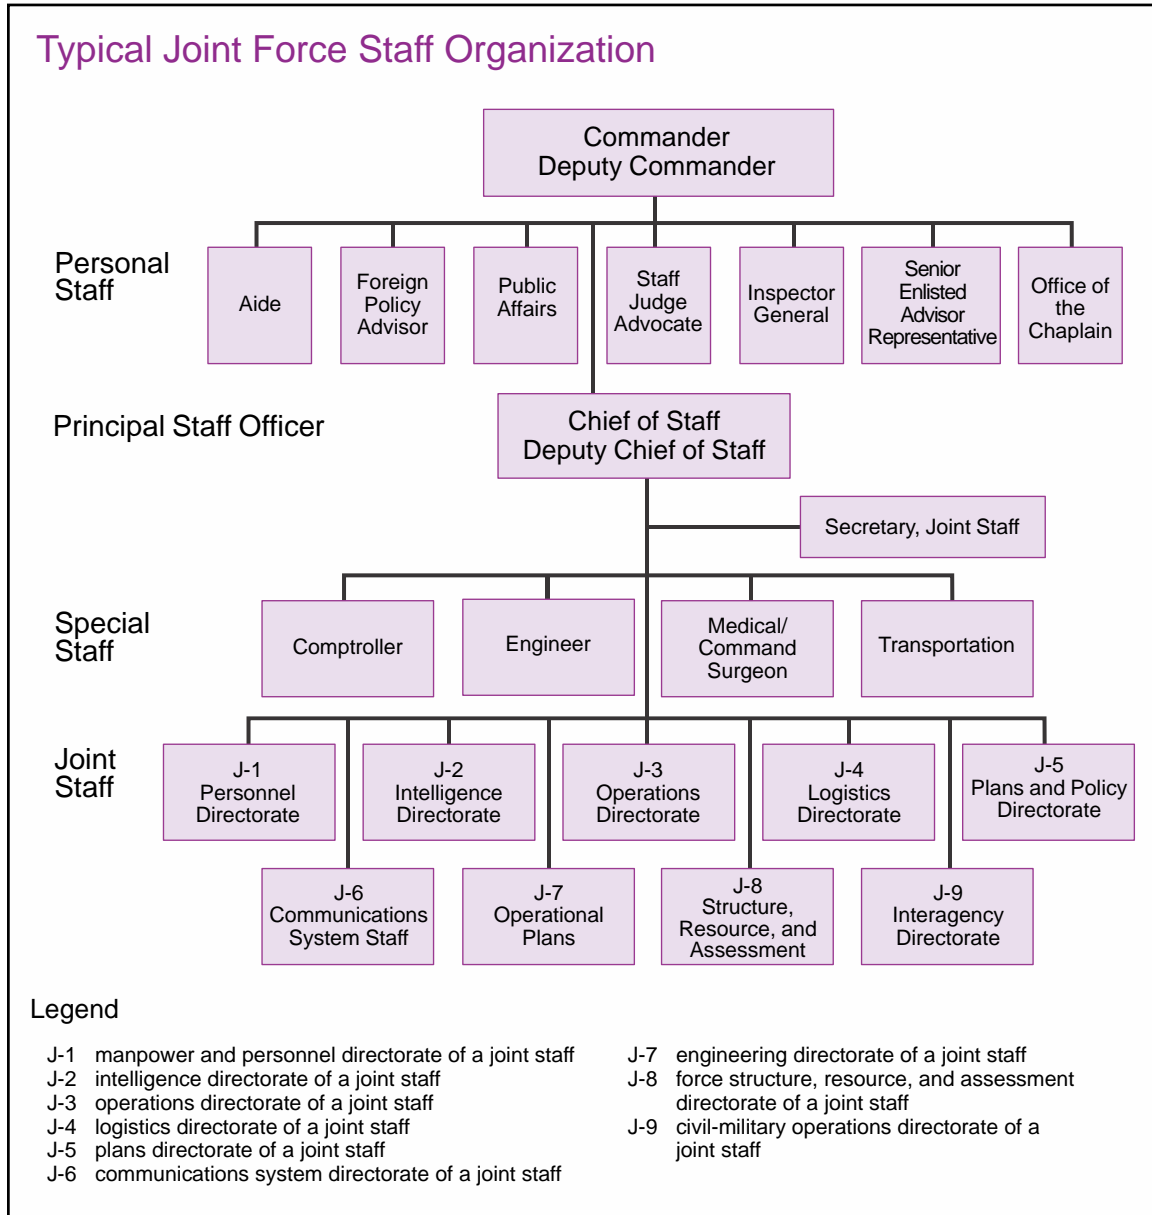 Typical Joint Force Staff Organization
Commander
Deputy Commander
Personal
Staff
Aide
Foreign
Policy
Advisor
Public
Affairs
Staff
Judge
Advocate
Inspector
General
Senior
Enlisted
Advisor
Representative
Office of
the
Chaplain
Principal Staff Officer
Chief of Staff
Deputy Chief of Staff
Secretary, Joint Staff
Special
Staff
Comptroller
Engineer
Medical/
Command
Surgeon
Transportation
Joint
Staff
J-1
Personnel
Directorate
J-2
Intelligence
Directorate
J-3
Operations
Directorate
J-4
Logistics
Directorate
J-5
Plans and Policy
Directorate
J-6
Communications
System Staff
J-7
Operational
Plans
J-8
Structure,
Resource, and
Assessment
J-9
Interagency
Directorate
Legend
J-1 manpower and personnel directorate of a joint staff
J-2 intelligence directorate of a joint staff
J-3 operations directorate of a joint staff
J-4 logistics directorate of a joint staff
J-5 plans directorate of a joint staff
J-6 communications system directorate of a joint staff
J-7 engineering directorate of a joint staff
J-8 force structure, resource, and assessment
directorate of a joint staff
J-9 civil-military operations directorate of a
joint staff